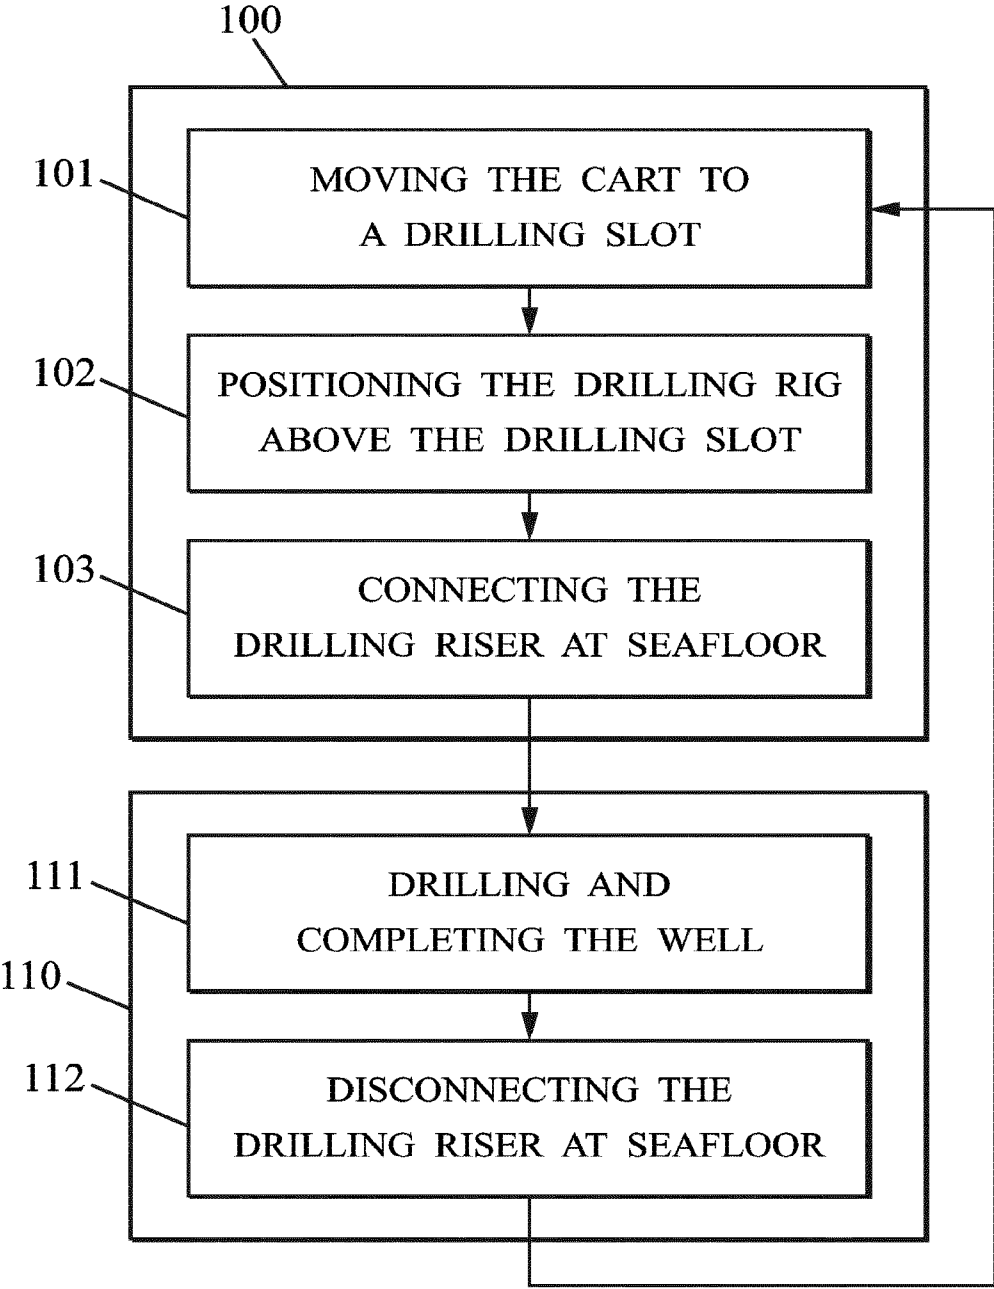 100
101
MOVING THE CART TO
A DRILLING SLOT
102
POSITIONING THE DRILLING RIG
ABOVE THE DRILLING SLOT
103
CONNECTING THE
DRILLING RISER AT SEAFLOOR
111
DRILLING AND
COMPLETING THE WELL
110
112
DISCONNECTING THE
DRILLING RISER AT SEAFLOOR